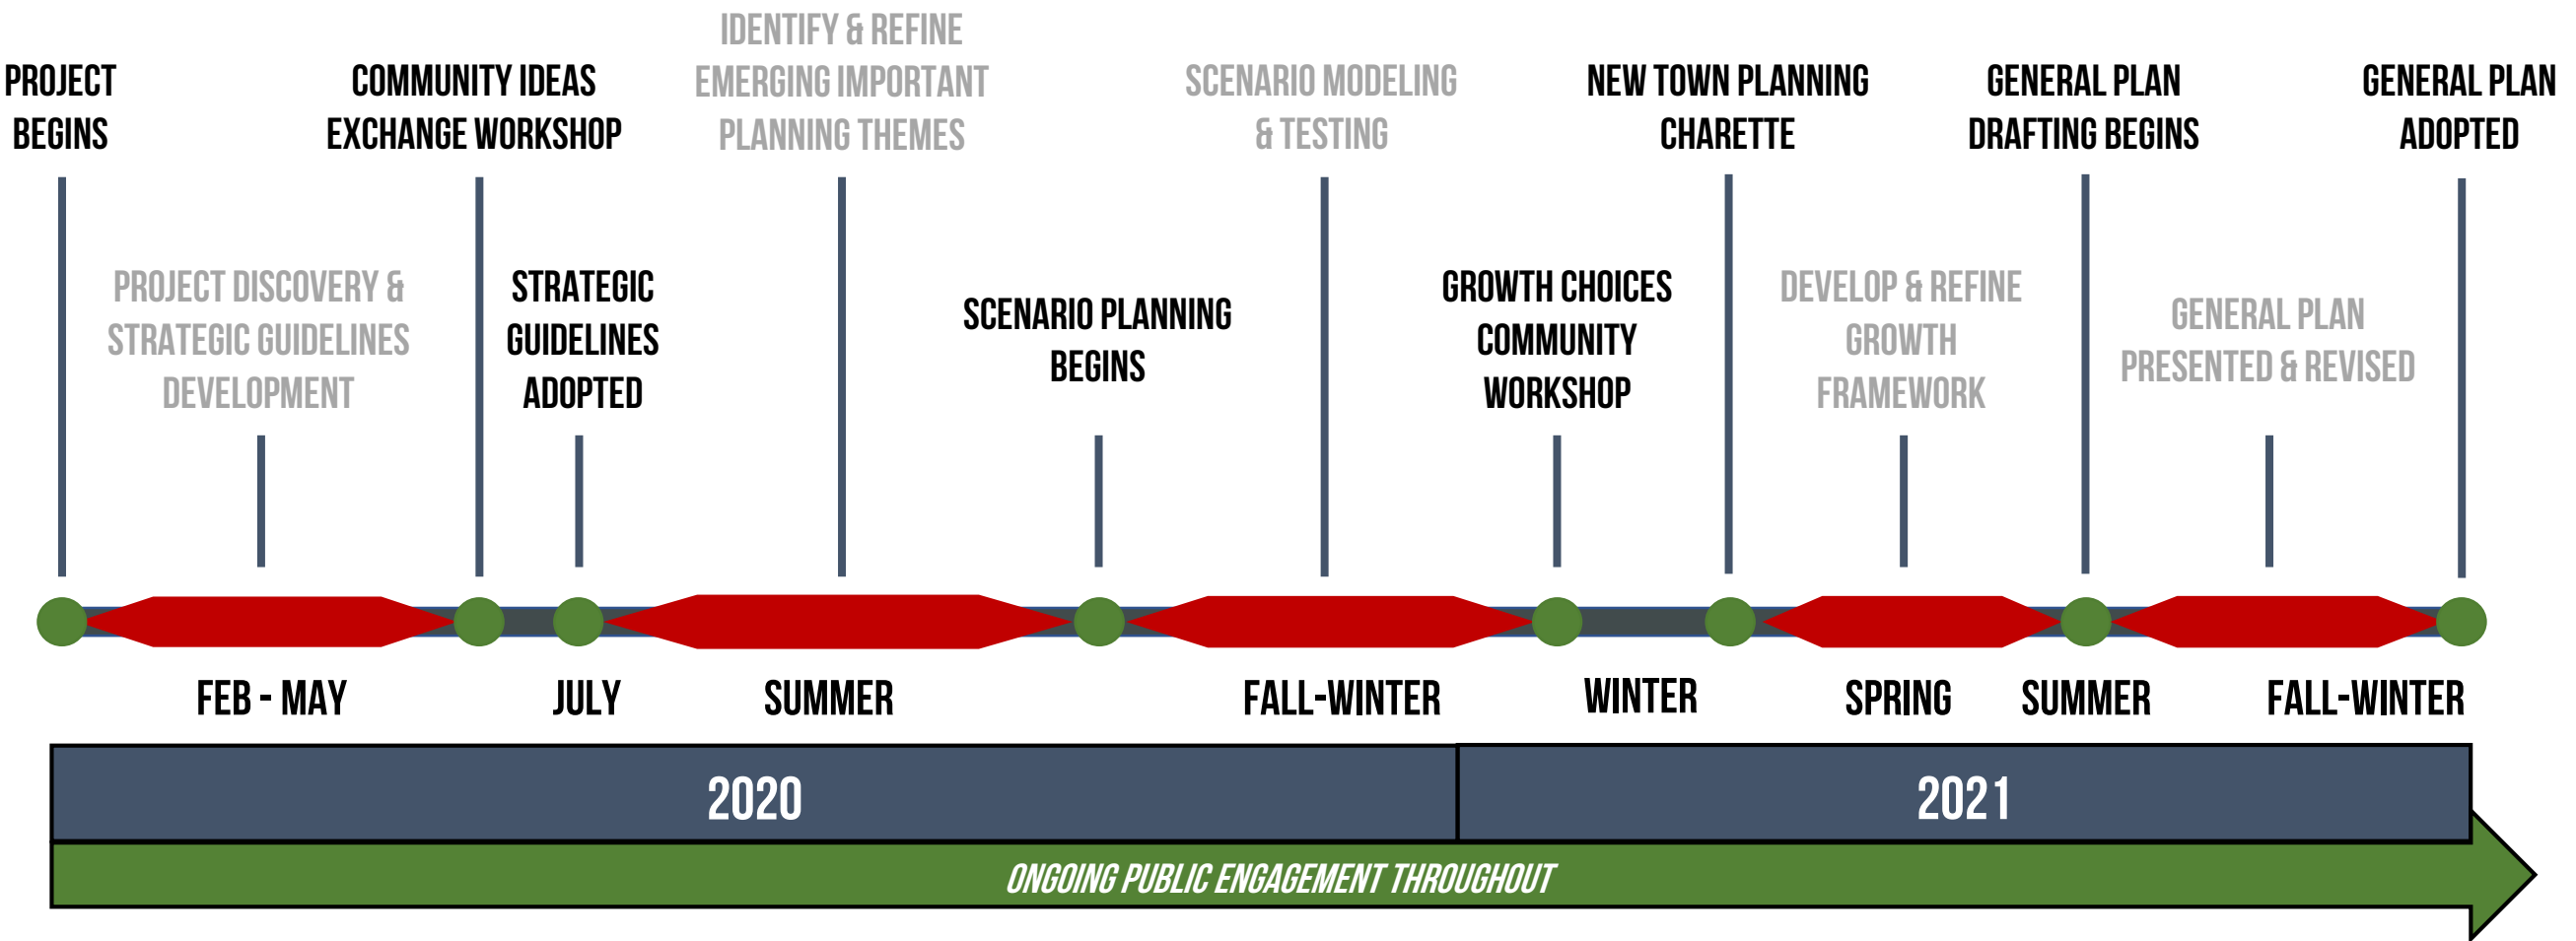 PROJECT
BEGINS
PROJECT DISCOVERY &
STRATEGIC GUIDELINES
DEVELOPMENT
COMMUNITY IDEAS
EXCHANGE WORKSHOP
STRATEGIC
GUIDELINES
ADOPTED
IDENTIFY & REFINE
EMERGING IMPORTANT
PLANNING THEMES
SCENARIO PLANNING
BEGINS
SCENARIO MODELING
& TESTING
GROWTH CHOICES
COMMUNITY
WORKSHOP
NEW TOWN PLANNING
CHARETTE
DEVELOP & REFINE
GROWTH
FRAMEWORK
GENERAL PLAN
DRAFTING BEGINS
GENERAL PLAN
PRESENTED & REVISED
GENERAL PLAN
ADOPTED
FEB - MAY
JULY
SUMMER
FALL-WINTER
WINTER
SPRING
SUMMER
FALL-WINTER
2020
2021
ONGOING PUBLIC ENGAGEMENT THROUGHOUT